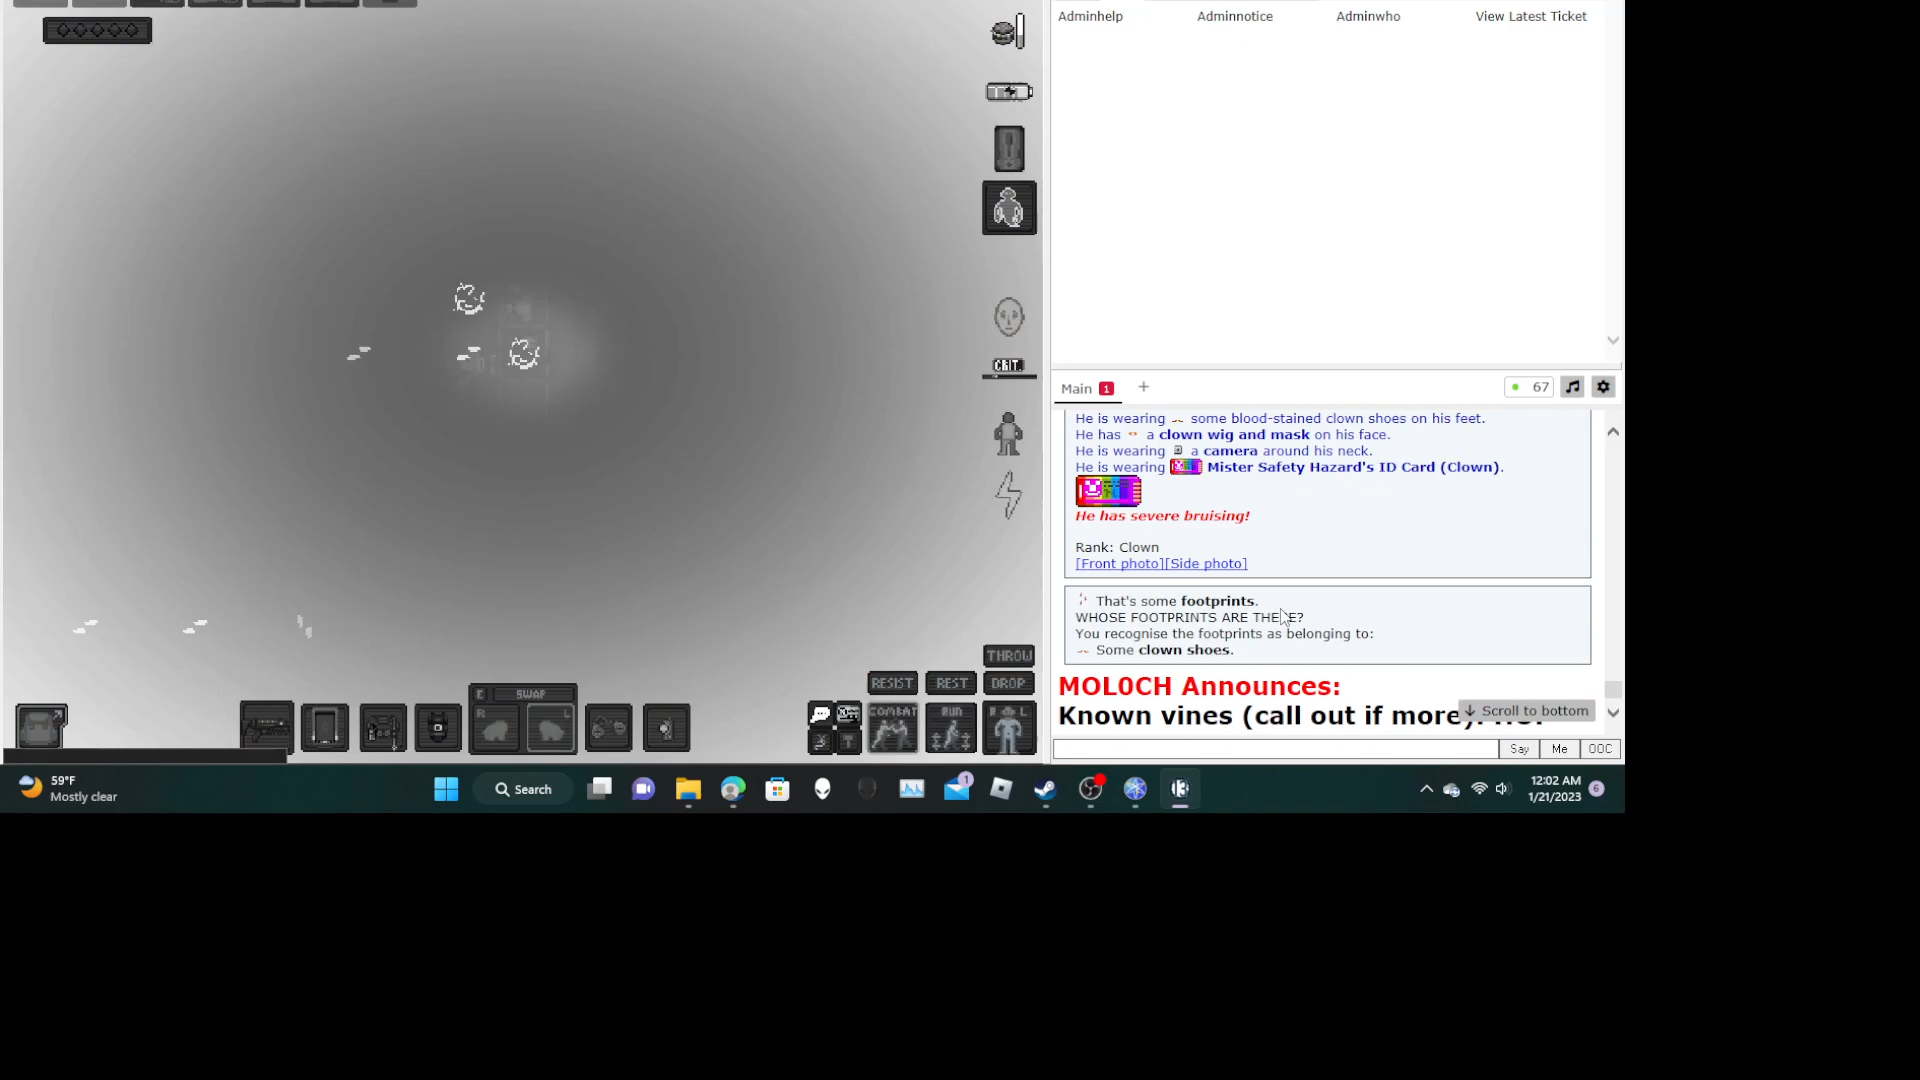 Adminhelp Adminnotice Adminwho View Latest Ticket
CRIT.
Main 1 + 67
He is wearing some blood-stained clown shoes on his feet.
He has a clown wig and mask on his face.
He is wearing a camera around his neck.
He is wearing Mister Safety Hazard's ID Card (Clown).
He has severe bruising!
Rank: Clown
[Front photo][Side photo]
That's some footprints.
WHOSE FOOTPRINTS ARE THESE?
You recognise the footprints as belonging to:
Some clown shoes.
MOL0CH Announces:
Known vines (call out if more):
Scroll to bottom
THROW
RESIST REST DROP
E SWAP
R L
COMBAT RUN R L
Say Me OOC
59°F
Mostly clear
Search
1
12:02 AM
1/21/2023
6